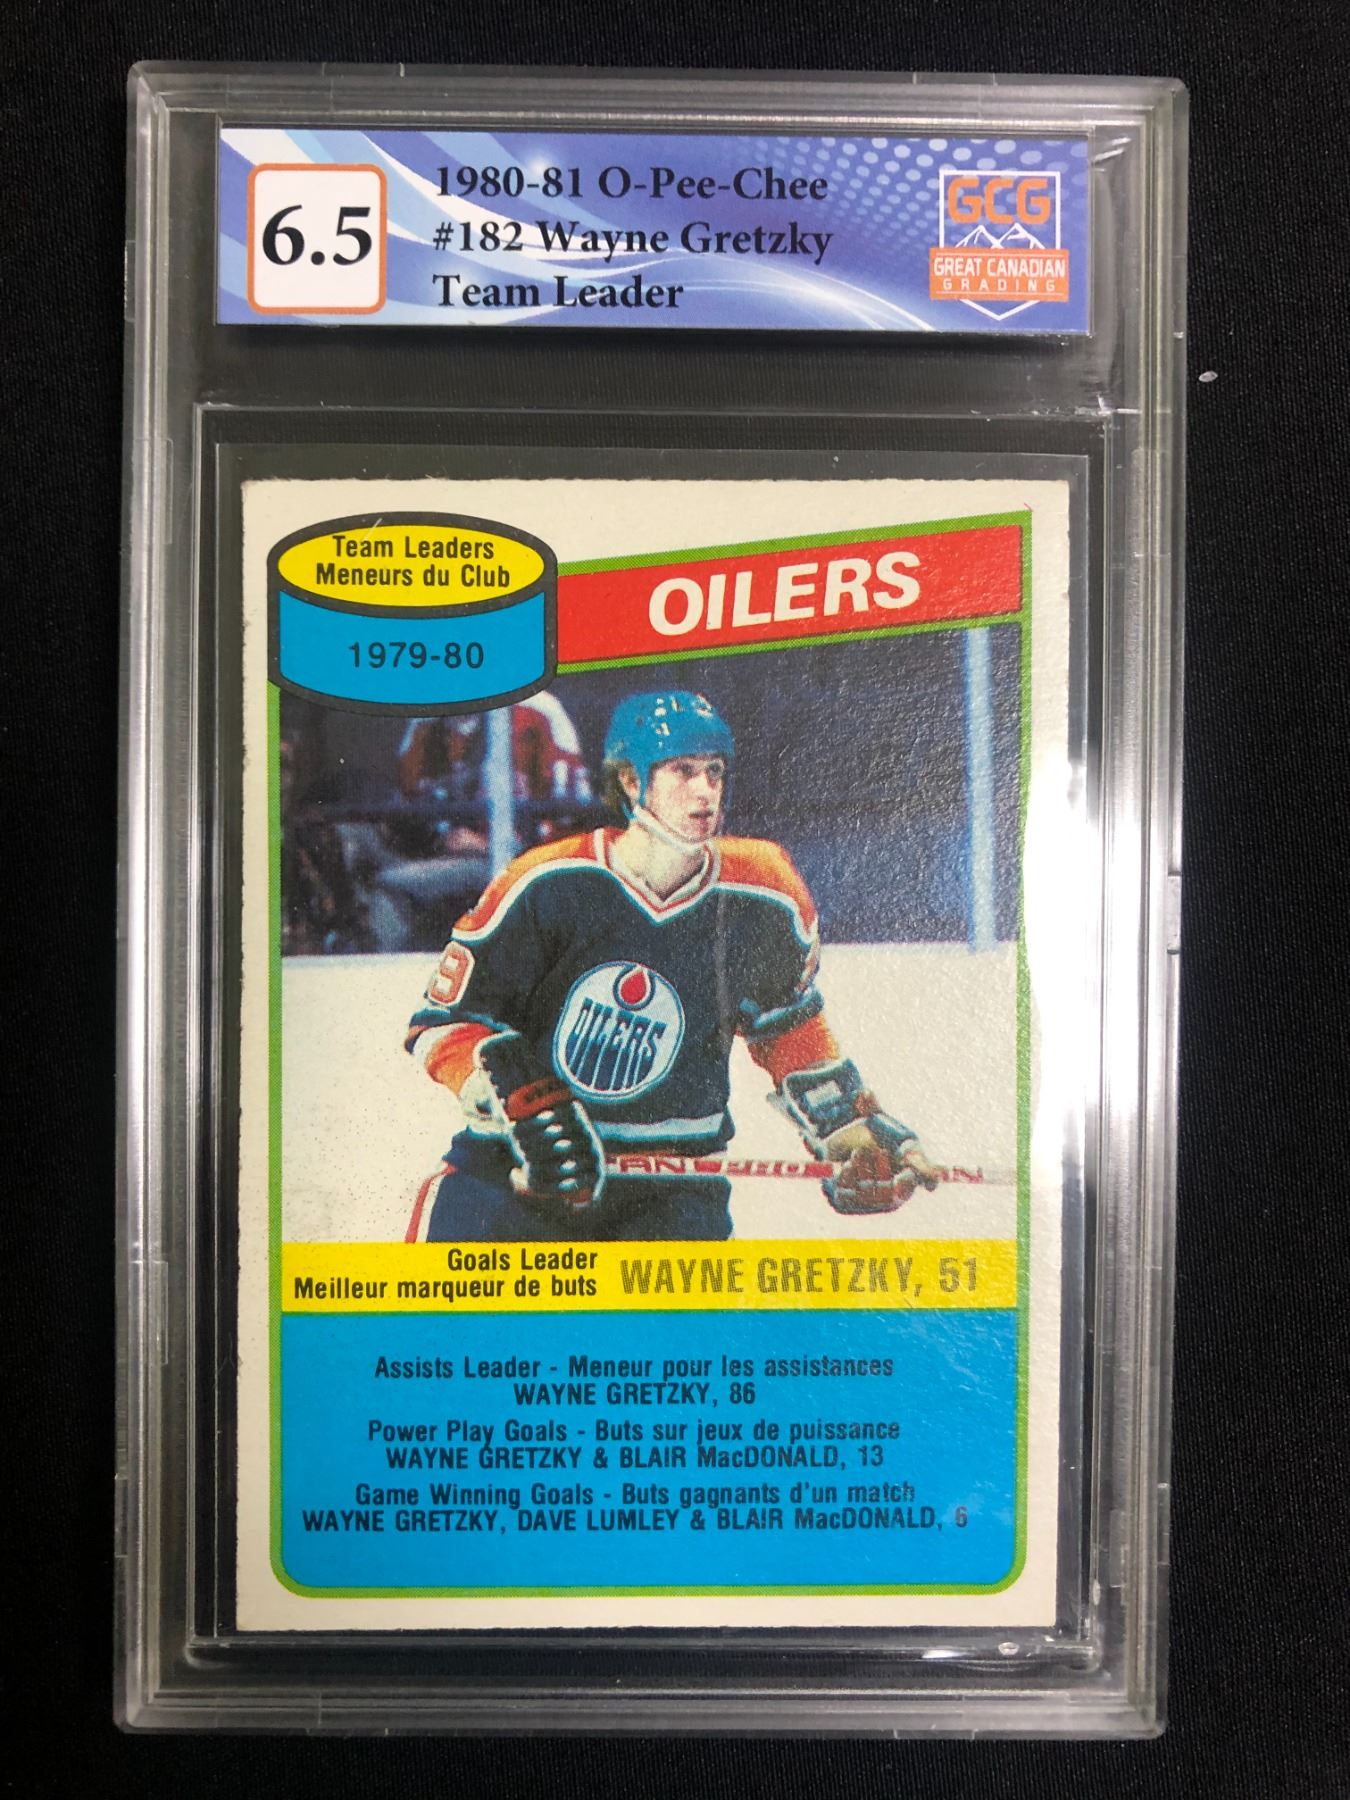 6.5
1980-81 O-Pee-Chee
#182 Wayne Gretzky
Team Leader
GCG
GREAT CANADIAN
GRADING
Team Leaders
Meneurs du Club
1979-80
OILERS
9
OILERS
Goals Leader
Meilleur marqueur de buts
WAYNE GRETZKY, 51
Assists Leader - Meneur pour les assistances
WAYNE GRETZKY, 86
Power Play Goals - Buts sur jeux de puissance
WAYNE GRETZKY & BLAIR MacDONALD, 13
Game Winning Goals - Buts gagnants d'un match
WAYNE GRETZKY, DAVE LUMLEY & BLAIR MacDONALD, 6